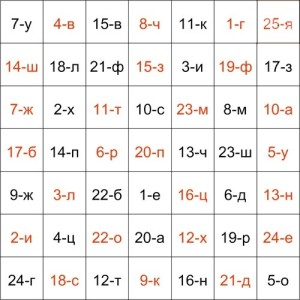 7-у 4-в 15-в 8-ч 11-к 1-г 25-я
14-ш 18-л 21-ф 15-з 3-и 19-ф 17-з
7-ж 2-х 11-т 10-с 23-м 8-м 10-а
17-б 14-п 6-р 20-п 13-ч 23-ш 5-у
9-ж 3-л 22-б 1-е 16-ц 6-д 13-н
2-и 4-ц 22-о 20-а 12-х 19-р 24-е
24-г 18-с 12-т 9-к 16-н 21-д 5-о